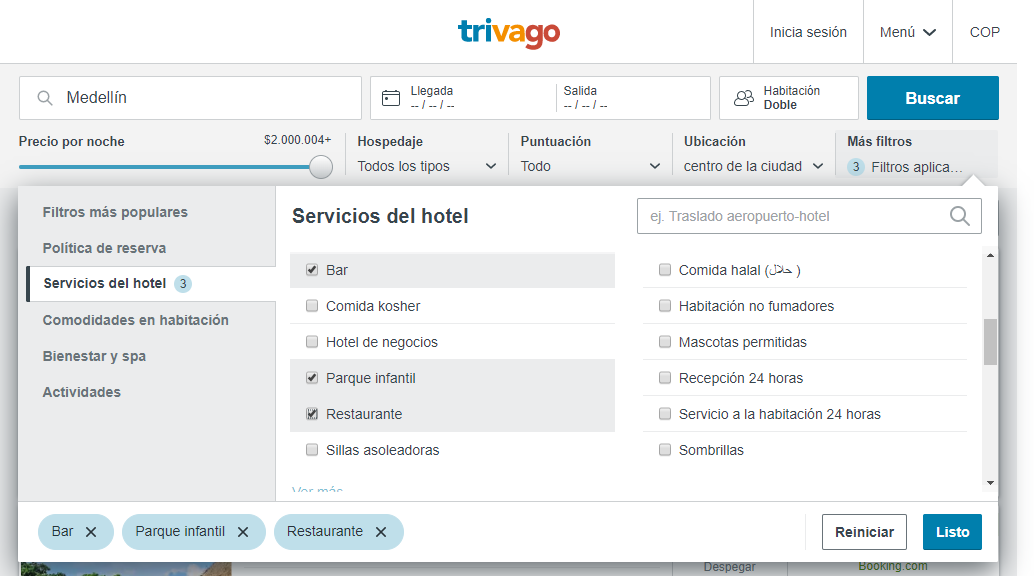 trivago
Inicia sesión
Menú
COP
Medellín
Llegada
-- / -- / --
Salida
-- / -- / --
Habitación
Doble
Buscar
Precio por noche
$2.000.004+
Hospedaje
Todos los tipos
Puntuación
Todo
Ubicación
centro de la ciudad
Más filtros
3 Filtros aplica...
Filtros más populares
Política de reserva
Servicios del hotel 3
Comodidades en habitación
Bienestar y spa
Actividades
Servicios del hotel
ej. Traslado aeropuerto-hotel
Bar
Comida kosher
Hotel de negocios
Parque infantil
Restaurante
Sillas asoleadoras
Ver más
Comida halal (حلال)
Habitación no fumadores
Mascotas permitidas
Recepción 24 horas
Servicio a la habitación 24 horas
Sombrillas
Bar
Parque infantil
Restaurante
Reiniciar
Listo
Despegar
Booking.com